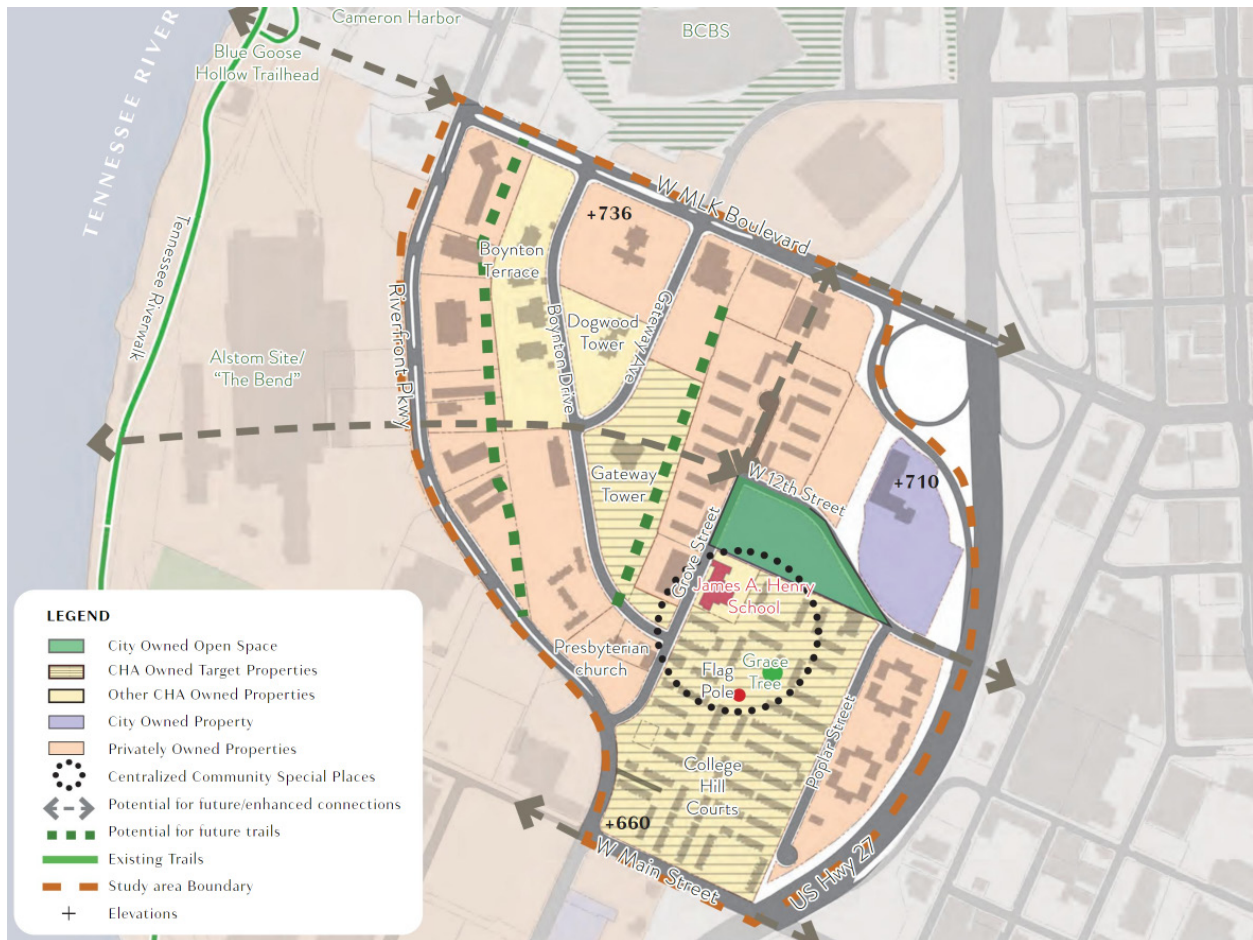 Cameron Harbor
BCBS
TENNESSEE RIVER
Blue Goose
Hollow Trailhead
W MLK Boulevard
+736
Boynton
Terrace
Tennessee Riverwalk
Riverfront Pkwy
Boynton Drive
Gateway Ave
Dogwood
Tower
Alstom Site/
"The Bend"
Gateway
Tower
W 12th Street
+710
Grove Street
James A. Henry
School
Presbyterian
church
Flag
Pole
Grace
Tree
Poplar Street
College
Hill
Courts
+660
W Main Street
US Hwy 27
LEGEND
City Owned Open Space
CHA Owned Target Properties
Other CHA Owned Properties
City Owned Property
Privately Owned Properties
Centralized Community Special Places
Potential for future/enhanced connections
Potential for future trails
Existing Trails
Study area Boundary
+ Elevations